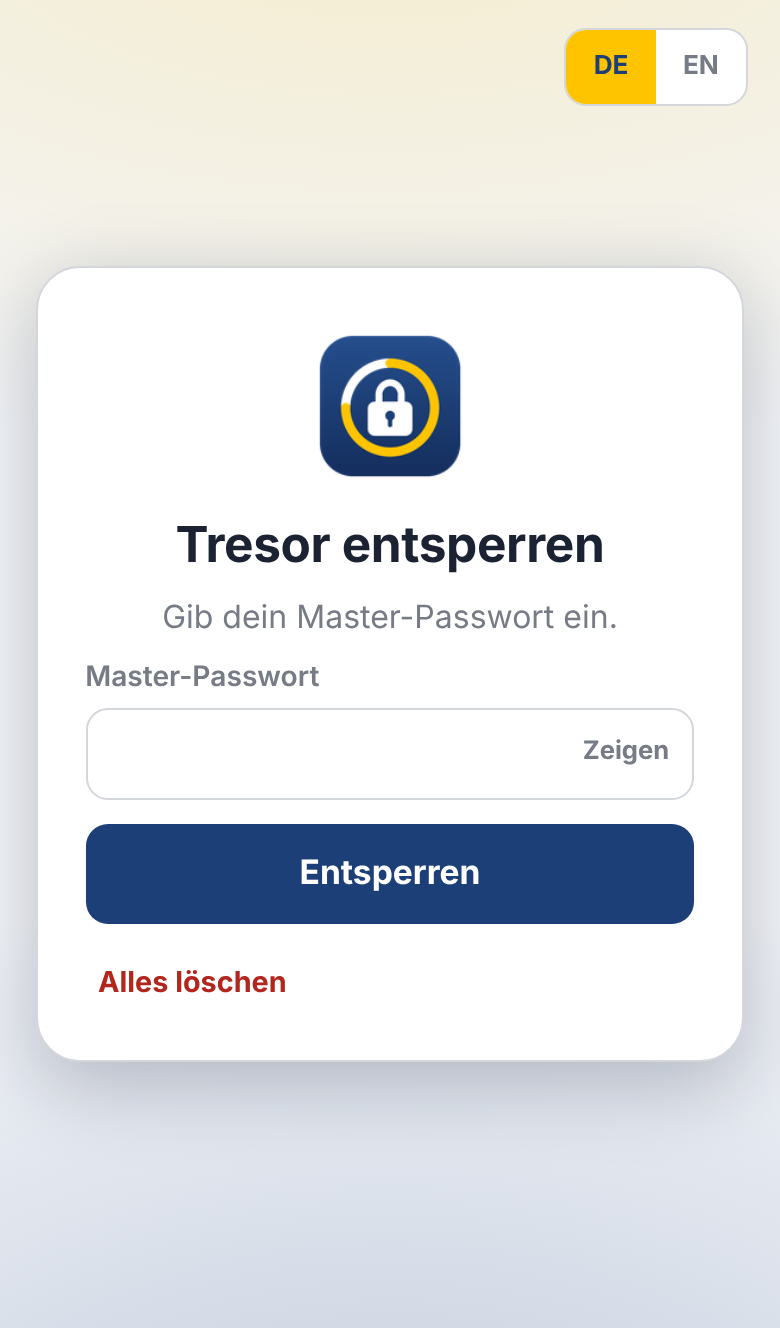 DE EN
Tresor entsperren
Gib dein Master-Passwort ein.
Master-Passwort
Zeigen
Entsperren
Alles löschen